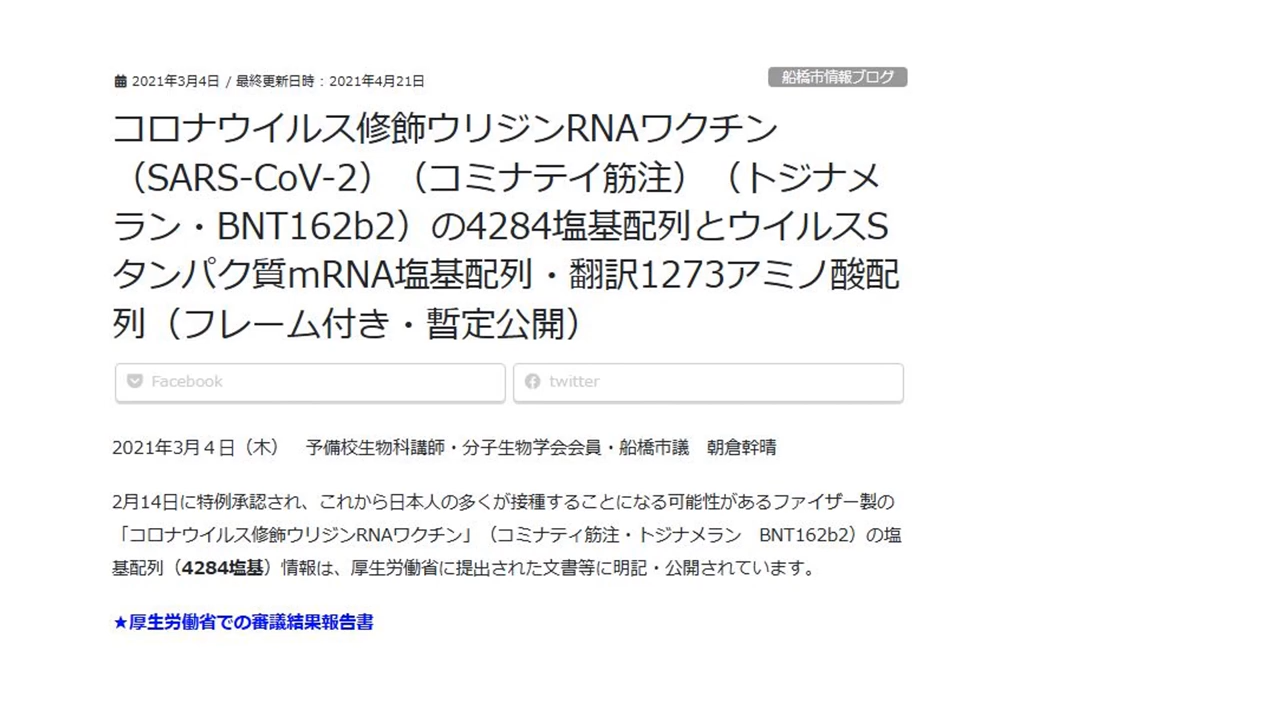 2021年3月4日 / 最終更新日時 : 2021年4月21日
船橋市情報ブログ
コロナウイルス修飾ウリジンRNAワクチン
（SARS-CoV-2）（コミナテイ筋注）（トジナメ
ラン・BNT162b2）の4284塩基配列とウイルスS
タンパク質mRNA塩基配列・翻訳1273アミノ酸配
列（フレーム付き・暫定公開）
Facebook
twitter
2021年3月４日（木）　予備校生物科講師・分子生物学会会員・船橋市議　朝倉幹晴
2月14日に特例承認され、これから日本人の多くが接種することになる可能性があるファイザー製の
「コロナウイルス修飾ウリジンRNAワクチン」（コミナティ筋注・トジナメラン　BNT162b2）の塩
基配列（4284塩基）情報は、厚生労働省に提出された文書等に明記・公開されています。
★厚生労働省での審議結果報告書